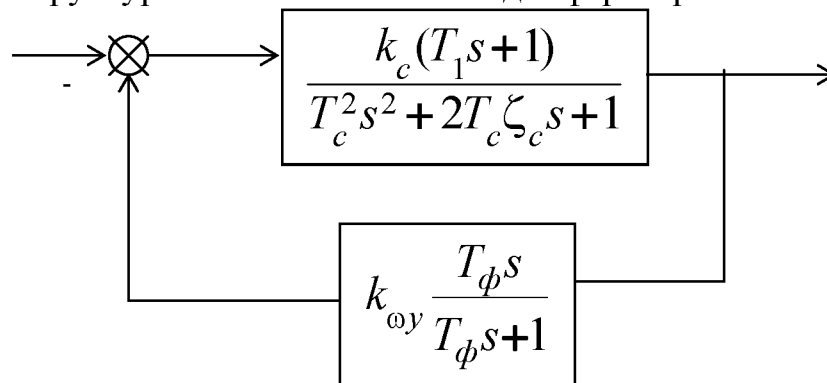 k_c(T_1s+1)
T_c^2s^2+2T_cζ_cs+1
-
T_фs
k_ωy
T_фs+1